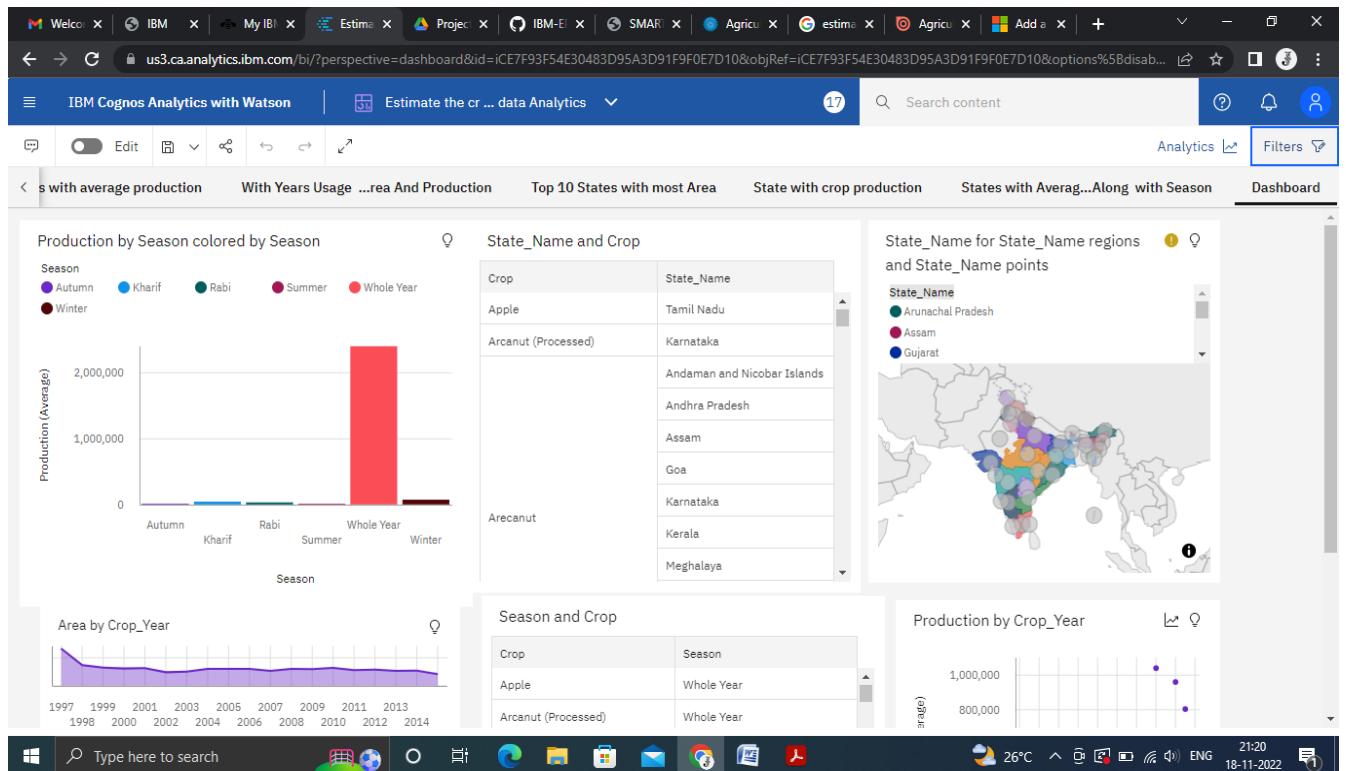 Welco
IBM
My IBI
Estima
Project
IBM-EI
SMAR
Agricu
estima
Agricu
Add a
us3.ca.analytics.ibm.com/bi/?perspective=dashboard&id=iCE7F93F54E30483D95A3D91F9F0E7D10&objRef=iCE7F93F54E30483D95A3D91F9F0E7D10&options%5Bdisab...
IBM Cognos Analytics with Watson
Estimate the cr ... data Analytics
17
Search content
Edit
Analytics
Filters
s with average production
With Years Usage ...rea And Production
Top 10 States with most Area
State with crop production
States with Averag...Along with Season
Dashboard
Production by Season colored by Season
Season
Autumn Kharif Rabi Summer Whole Year
Winter
Production (Average)
2,000,000
1,000,000
0
Autumn Rabi Whole Year
Kharif Summer Winter
Season
State_Name and Crop
Crop State_Name
Apple Tamil Nadu
Arcanut (Processed) Karnataka
Andaman and Nicobar Islands
Andhra Pradesh
Assam
Goa
Karnataka
Arecanut
Kerala
Meghalaya
State_Name for State_Name regions
and State_Name points
State_Name
Arunachal Pradesh
Assam
Gujarat
Area by Crop_Year
1997 1999 2001 2003 2005 2007 2009 2011 2013
1998 2000 2002 2004 2006 2008 2010 2012 2014
Season and Crop
Crop Season
Apple Whole Year
Arcanut (Processed) Whole Year
Production by Crop_Year
1,000,000
800,000
erage)
Type here to search
26°C
ENG
21:20
18-11-2022
1